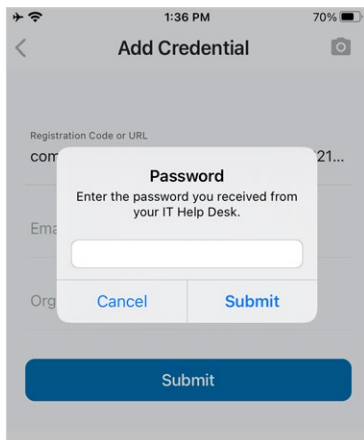 1:36 PM
70%
Add Credential
Registration Code or URL
com
21...
Password
Enter the password you received from
your IT Help Desk.
Ema
Org
Cancel
Submit
Submit